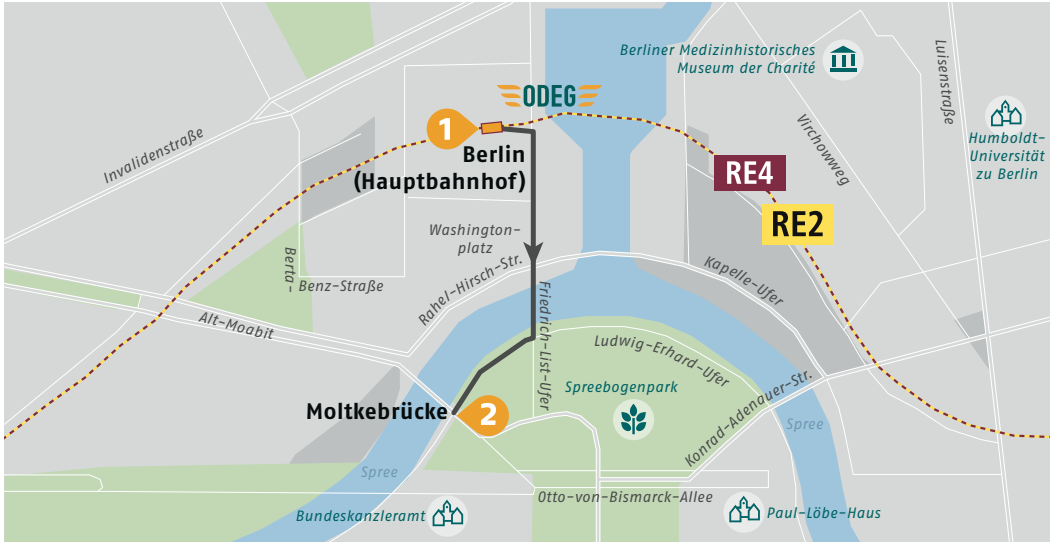 Berliner Medizinhistorisches
Museum der Charité
Luisenstraße
ODEG
1
Invalidenstraße
Berlin
(Hauptbahnhof)
Virchowweg
Humboldt-
Universität
zu Berlin
RE4
RE2
Washington-
platz
Berta-
Benz-Straße
Rahel-Hirsch-Str.
Kapelle-Ufer
Alt-Moabit
Friedrich-List-Ufer
Ludwig-Erhard-Ufer
Spreebogenpark
Konrad-Adenauer-Str.
Moltkebrücke
2
Spree
Spree
Otto-von-Bismarck-Allee
Bundeskanzleramt
Paul-Löbe-Haus